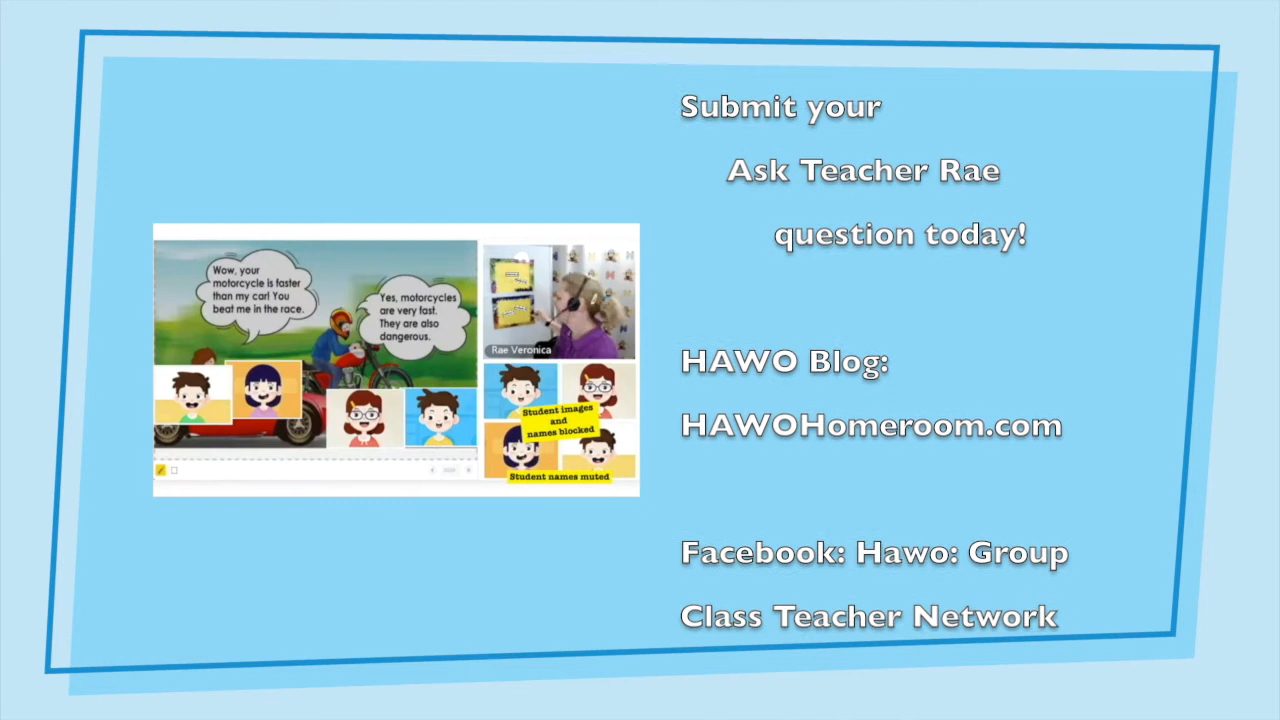 Submit your
Ask Teacher Rae
question today!
HAWO Blog:
HAWOHomeroom.com
Facebook: Hawo: Group
Class Teacher Network
Wow, your
motorcycle is faster
than my car! You
beat me in the race.
Yes, motorcycles
are very fast.
They are also
dangerous.
Rae Veronica
Student images
and
names blocked
Student names muted